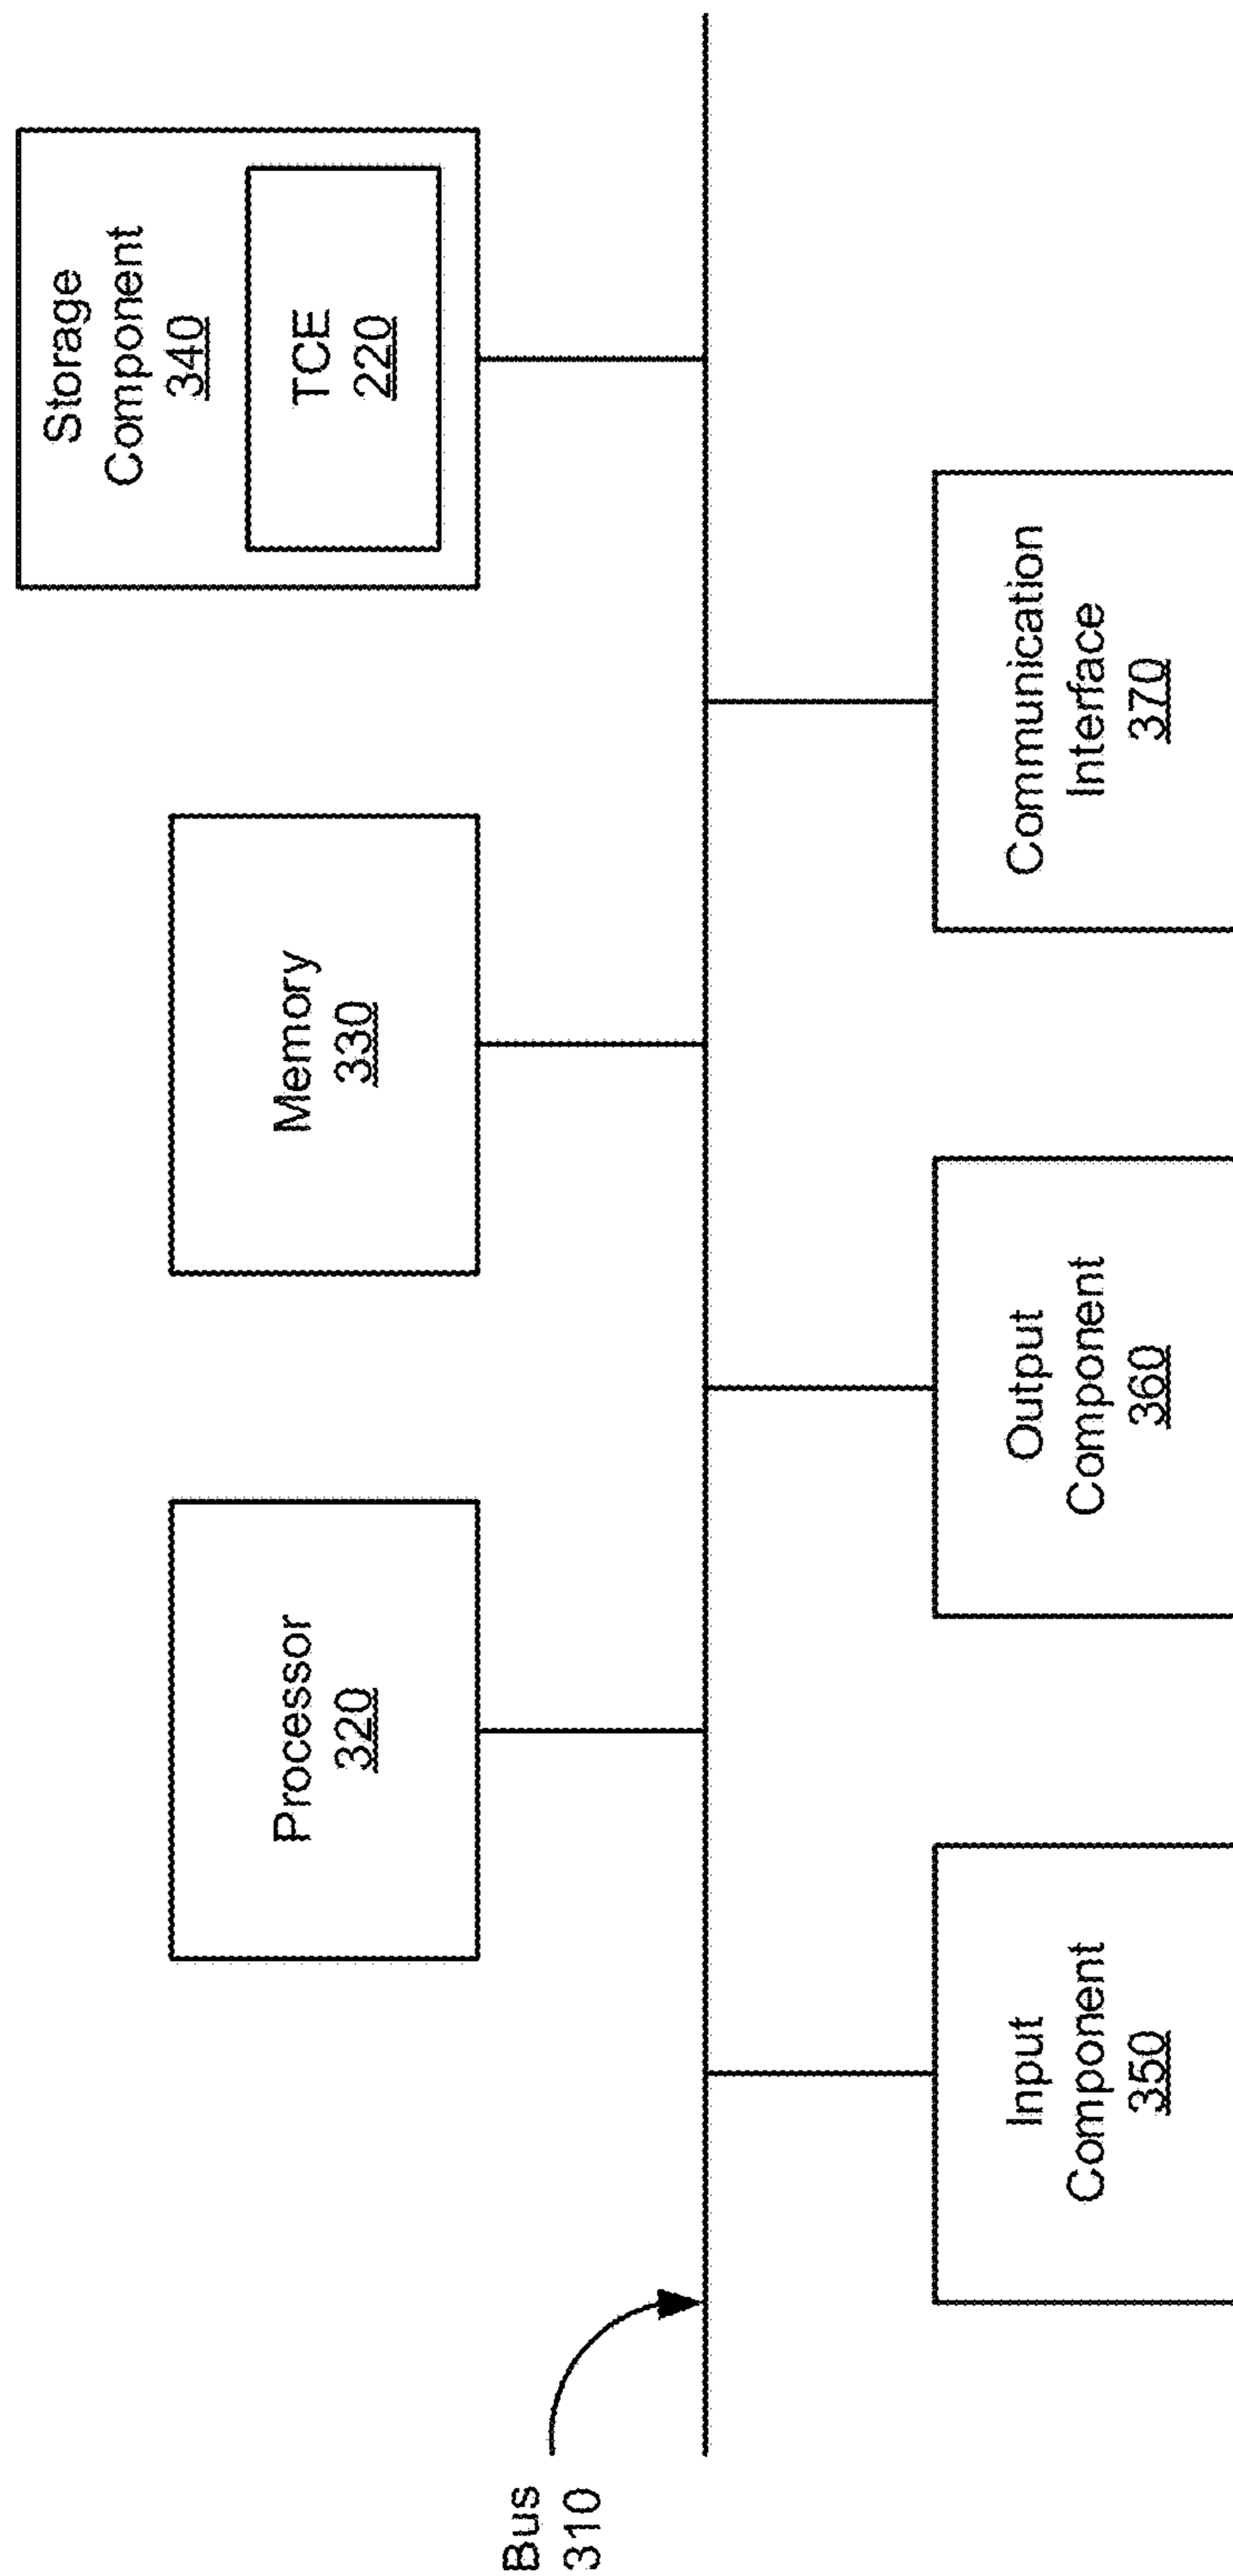 Processor
320
Memory
330
Storage
Component
340
TCE
220
Bus
310
Input
Component
350
Output
Component
360
Communication
Interface
370